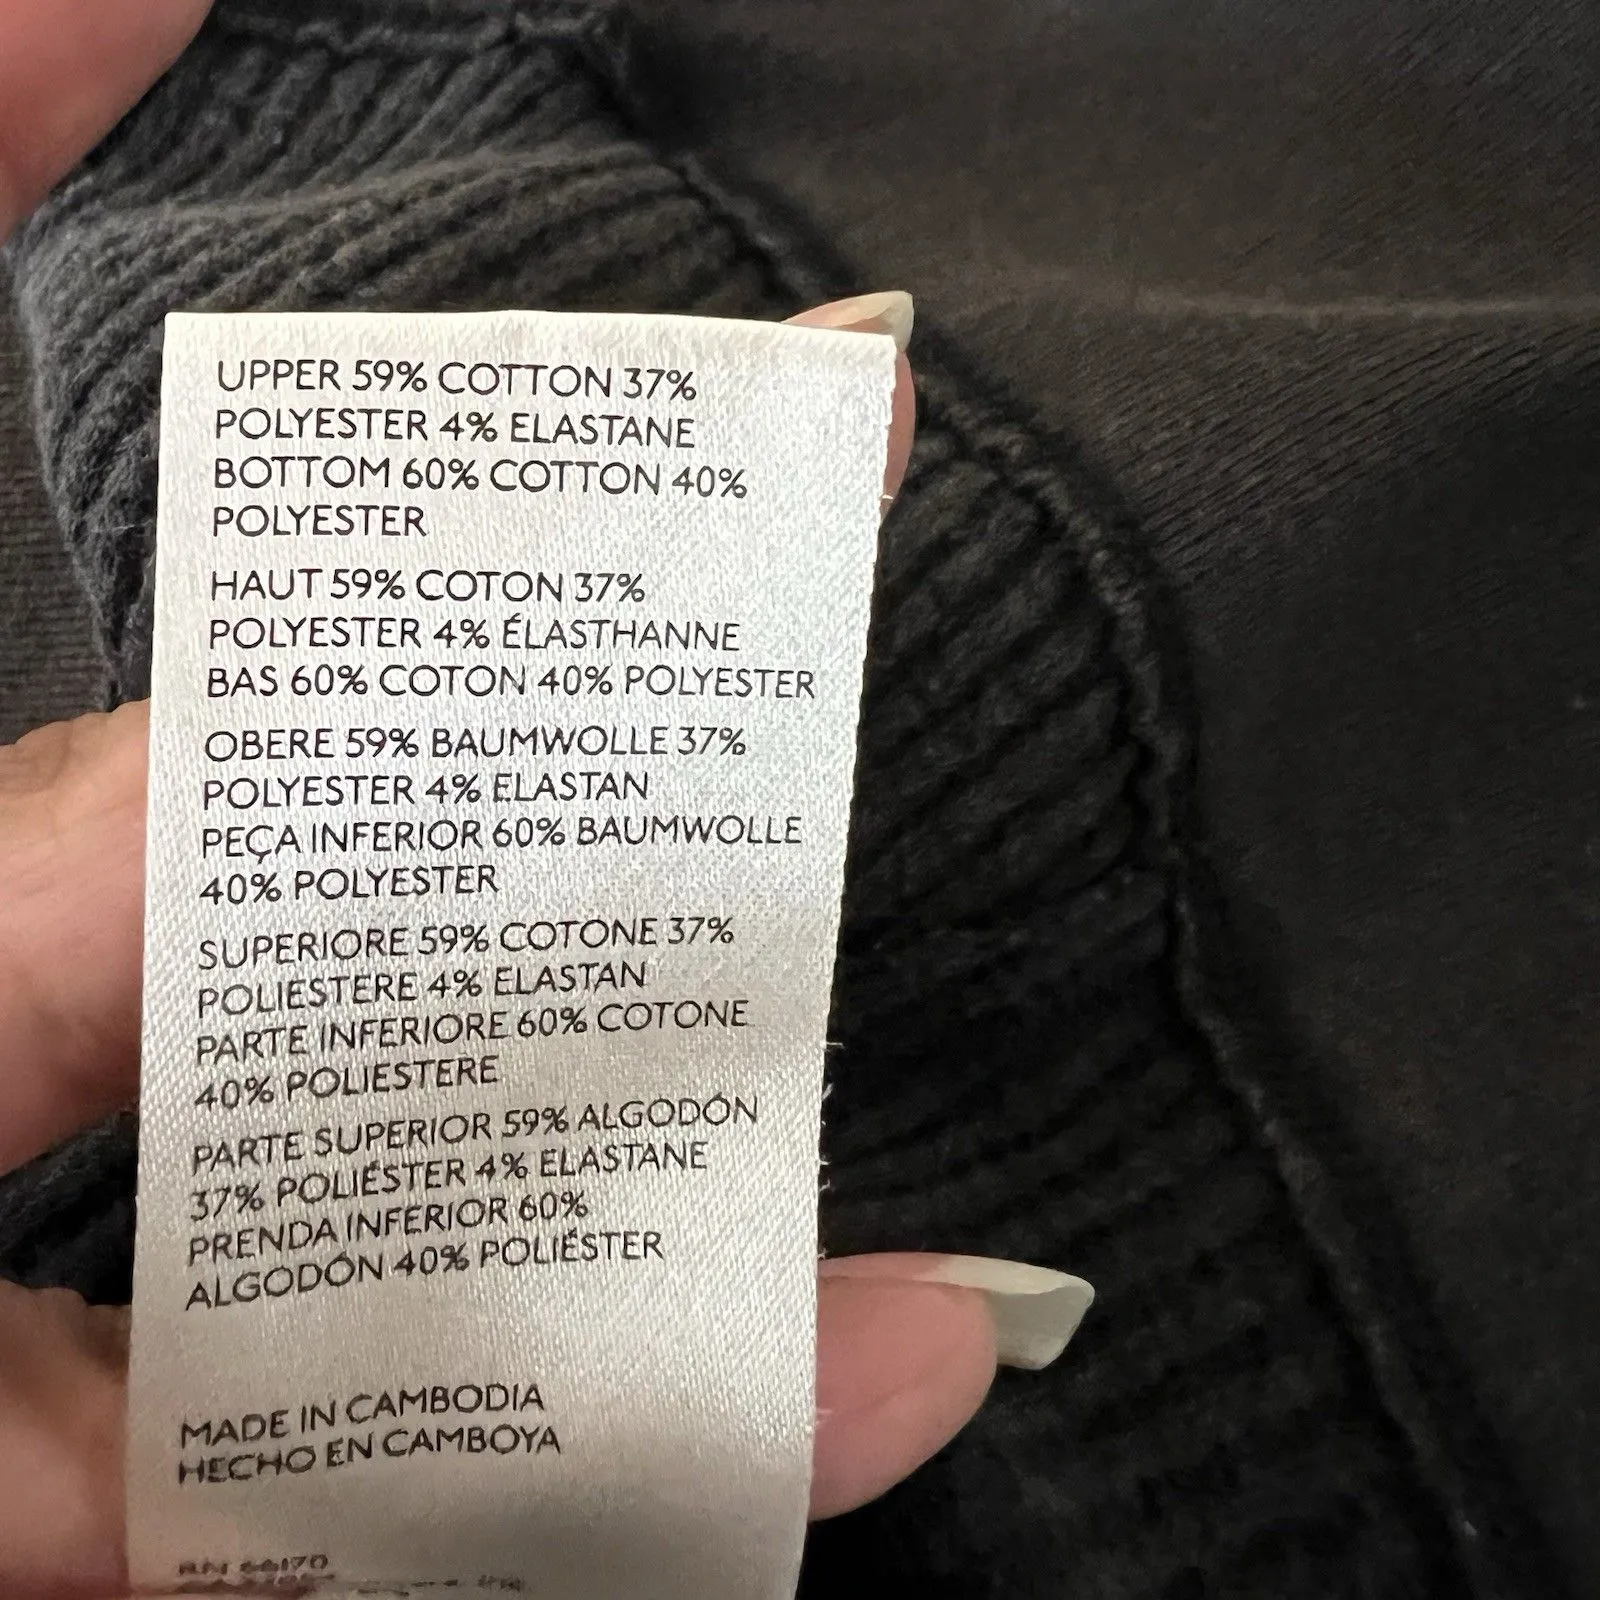 UPPER 59% COTTON 37%
POLYESTER 4% ELASTANE
BOTTOM 60% COTTON 40%
POLYESTER
HAUT 59% COTON 37%
POLYESTER 4% ÉLASTHANNE
BAS 60% COTON 40% POLYESTER
OBERE 59% BAUMWOLLE 37%
POLYESTER 4% ELASTAN
PEÇA INFERIOR 60% BAUMWOLLE
40% POLYESTER
SUPERIORE 59% COTONE 37%
POLIESTERE 4% ELASTAN
PARTE INFERIORE 60% COTONE
40% POLIESTERE
PARTE SUPERIOR 59% ALGODÓN
37% POLIÉSTER 4% ELASTANE
PRENDA INFERIOR 60%
ALGODÓN 40% POLIÉSTER
MADE IN CAMBODIA
HECHO EN CAMBOYA
RN 66170